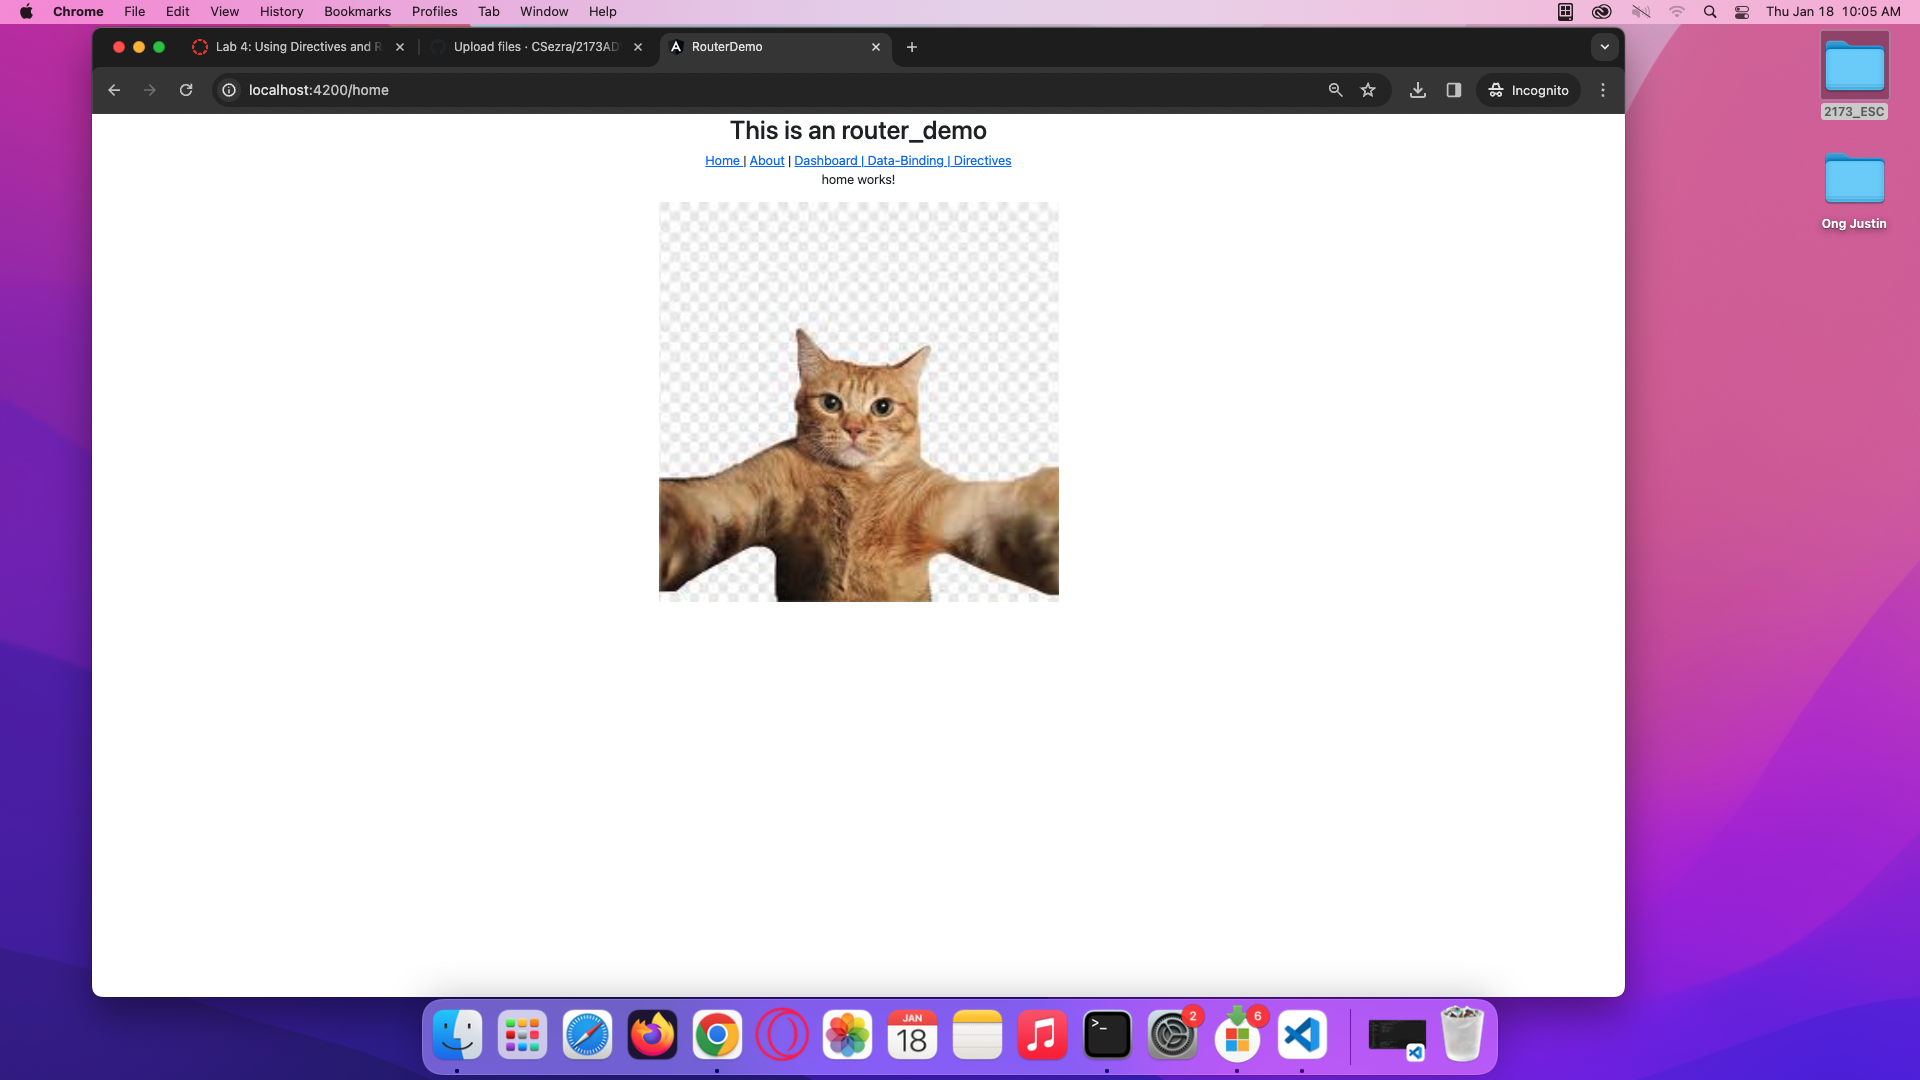 Chrome File Edit View History Bookmarks Profiles Tab Window Help Thu Jan 18 10:05 AM
Lab 4: Using Directives and R Upload files · CSezra/2173AD RouterDemo
localhost:4200/home Incognito
This is an router_demo
Home | About | Dashboard | Data-Binding | Directives
home works!
2173_ESC
Ong Justin
JAN
18
>_
2
6